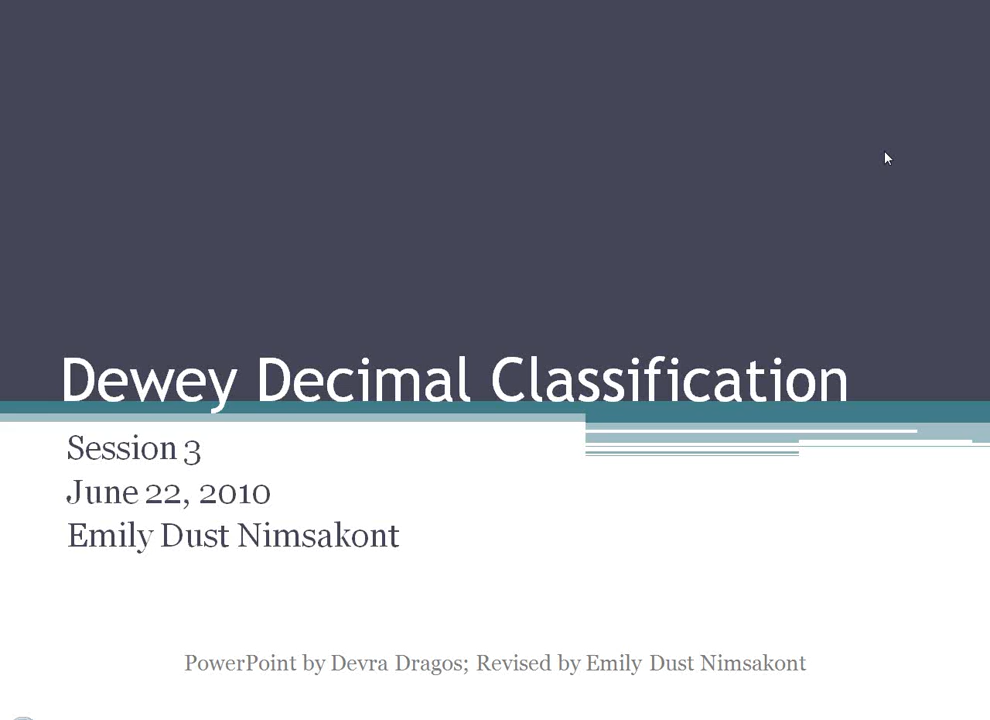 Dewey Decimal Classification
Session 3
June 22, 2010
Emily Dust Nimsakont
PowerPoint by Devra Dragos; Revised by Emily Dust Nimsakont